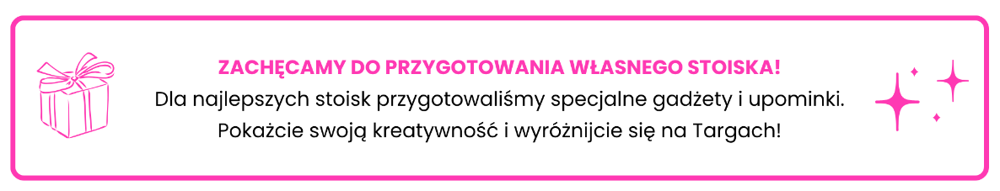 ZACHĘCAMY DO PRZYGOTOWANIA WŁASNEGO STOISKA!
Dla najlepszych stoisk przygotowaliśmy specjalne gadżety i upominki.
Pokażcie swoją kreatywność i wyróżnijcie się na Targach!